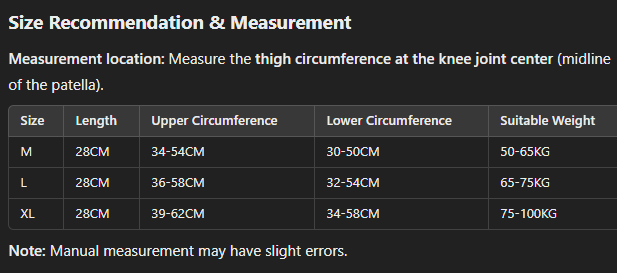 Size Recommendation & Measurement
Measurement location: Measure the thigh circumference at the knee joint center (midline
of the patella).
Size Length Upper Circumference Lower Circumference Suitable Weight
M 28CM 34-54CM 30-50CM 50-65KG
L 28CM 36-58CM 32-54CM 65-75KG
XL 28CM 39-62CM 34-58CM 75-100KG
Note: Manual measurement may have slight errors.